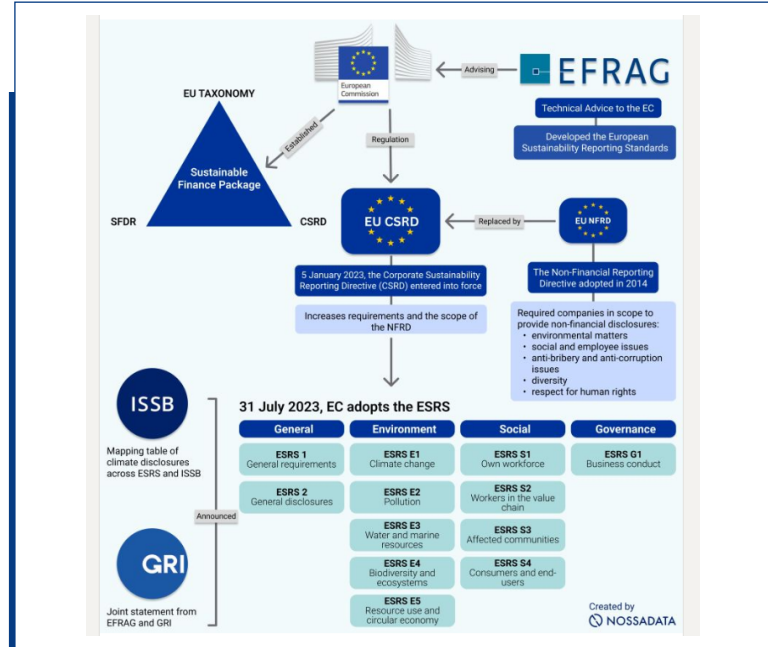 European
Commission
Advising
EFRAG
Technical Advice to the EC
Developed the European
Sustainability Reporting Standards
EU TAXONOMY
Established
Regulation
Sustainable
Finance Package
SFDR
CSRD
EU CSRD
Replaced by
EU NFRD
5 January 2023, the Corporate Sustainability
Reporting Directive (CSRD) entered into force
Increases requirements and the scope of
the NFRD
The Non-Financial Reporting
Directive adopted in 2014
Required companies in scope to
provide non-financial disclosures:
• environmental matters
• social and employee issues
• anti-bribery and anti-corruption
issues
• diversity
• respect for human rights
ISSB
Mapping table of
climate disclosures
across ESRS and ISSB
Announced
GRI
Joint statement from
EFRAG and GRI
31 July 2023, EC adopts the ESRS
General
ESRS 1
General requirements
ESRS 2
General disclosures
Environment
ESRS E1
Climate change
ESRS E2
Pollution
ESRS E3
Water and marine
resources
ESRS E4
Biodiversity and
ecosystems
ESRS E5
Resource use and
circular economy
Social
ESRS S1
Own workforce
ESRS S2
Workers in the value
chain
ESRS S3
Affected communities
ESRS S4
Consumers and end-
users
Governance
ESRS G1
Business conduct
Created by
NOSSADATA